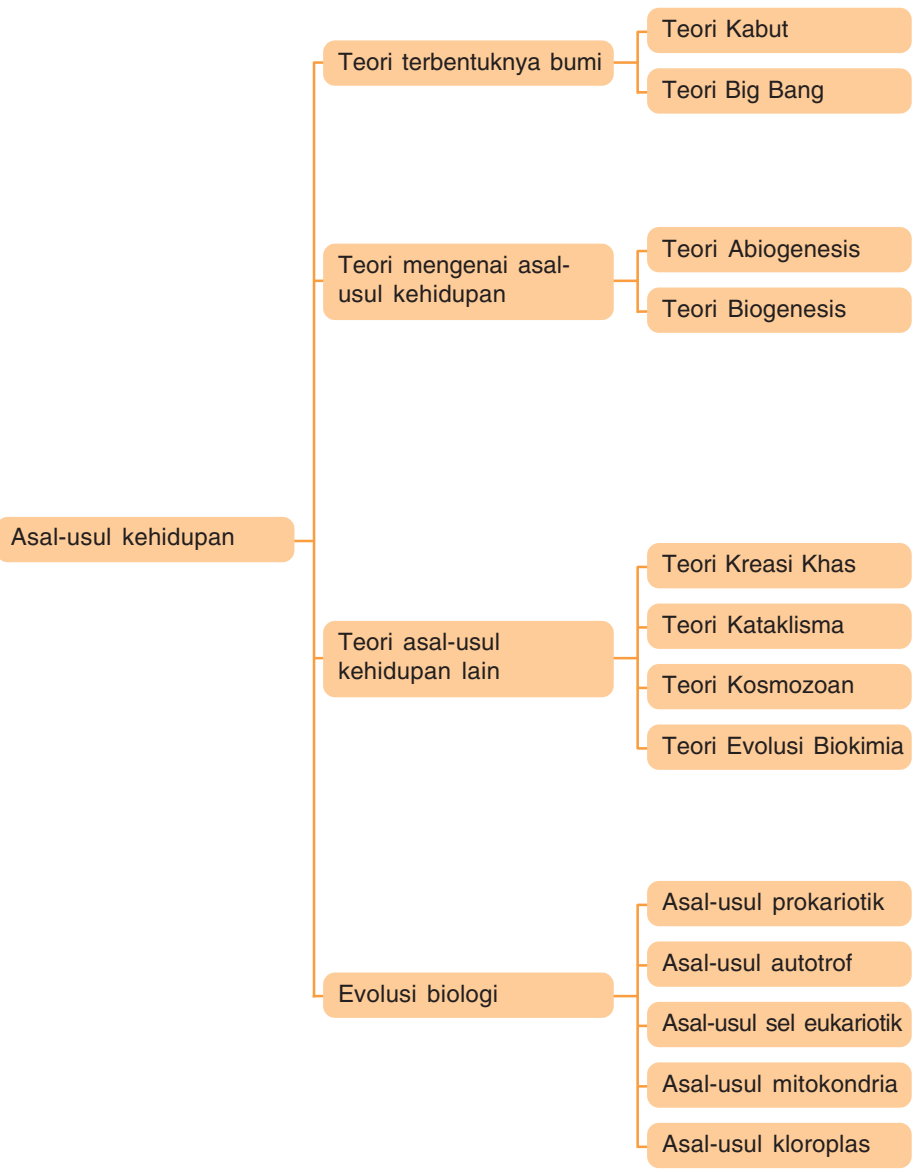 Asal-usul kehidupan
Teori terbentuknya bumi
Teori Kabut
Teori Big Bang
Teori mengenai asal-
usul kehidupan
Teori Abiogenesis
Teori Biogenesis
Teori asal-usul
kehidupan lain
Teori Kreasi Khas
Teori Kataklisma
Teori Kosmozoan
Teori Evolusi Biokimia
Evolusi biologi
Asal-usul prokariotik
Asal-usul autotrof
Asal-usul sel eukariotik
Asal-usul mitokondria
Asal-usul kloroplas